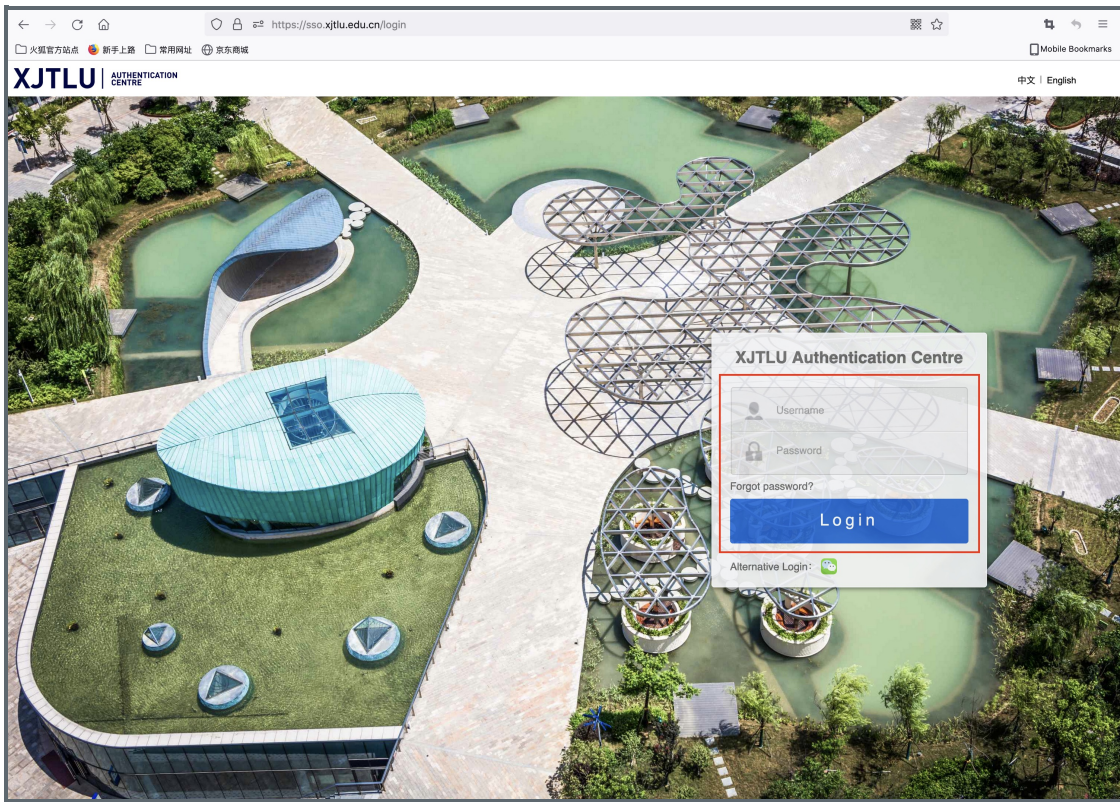 https://sso.xjtlu.edu.cn/login
火狐官方站点 新手上路 常用网址 京东商城 Mobile Bookmarks
XJTLU AUTHENTICATION CENTRE 中文 | English
XJTLU Authentication Centre
Username
Password
Forgot password?
Login
Alternative Login: